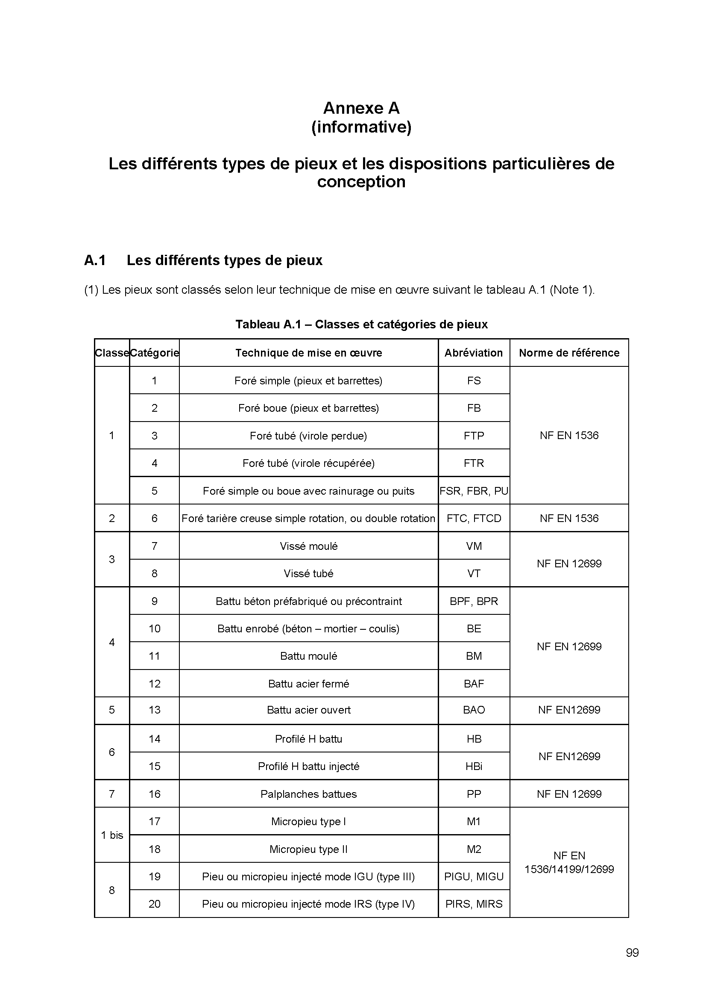 Annexe A
(informative)
Les différents types de pieux et les dispositions particulières de
conception
A.1 Les différents types de pieux
(1) Les pieux sont classés selon leur technique de mise en œuvre suivant le tableau A.1 (Note 1).
Tableau A.1 – Classes et catégories de pieux
Classe Catégorie Technique de mise en œuvre Abréviation Norme de référence
1 Foré simple (pieux et barrettes) FS
2 Foré boue (pieux et barrettes) FB
1 3 Foré tubé (virole perdue) FTP NF EN 1536
4 Foré tubé (virole récupérée) FTR
5 Foré simple ou boue avec rainurage ou puits FSR, FBR, PU
2 6 Foré tarière creuse simple rotation, ou double rotation FTC, FTCD NF EN 1536
7 Vissé moulé VM
3 NF EN 12699
8 Vissé tubé VT
9 Battu béton préfabriqué ou précontraint BPF, BPR
10 Battu enrobé (béton – mortier – coulis) BE
4 NF EN 12699
11 Battu moulé BM
12 Battu acier fermé BAF
5 13 Battu acier ouvert BAO NF EN12699
14 Profilé H battu HB
6 NF EN12699
15 Profilé H battu injecté HBi
7 16 Palplanches battues PP NF EN 12699
17 Micropieu type I M1
1 bis
18 Micropieu type II M2
NF EN
1536/14199/12699
19 Pieu ou micropieu injecté mode IGU (type III) PIGU, MIGU
8
20 Pieu ou micropieu injecté mode IRS (type IV) PIRS, MIRS
99